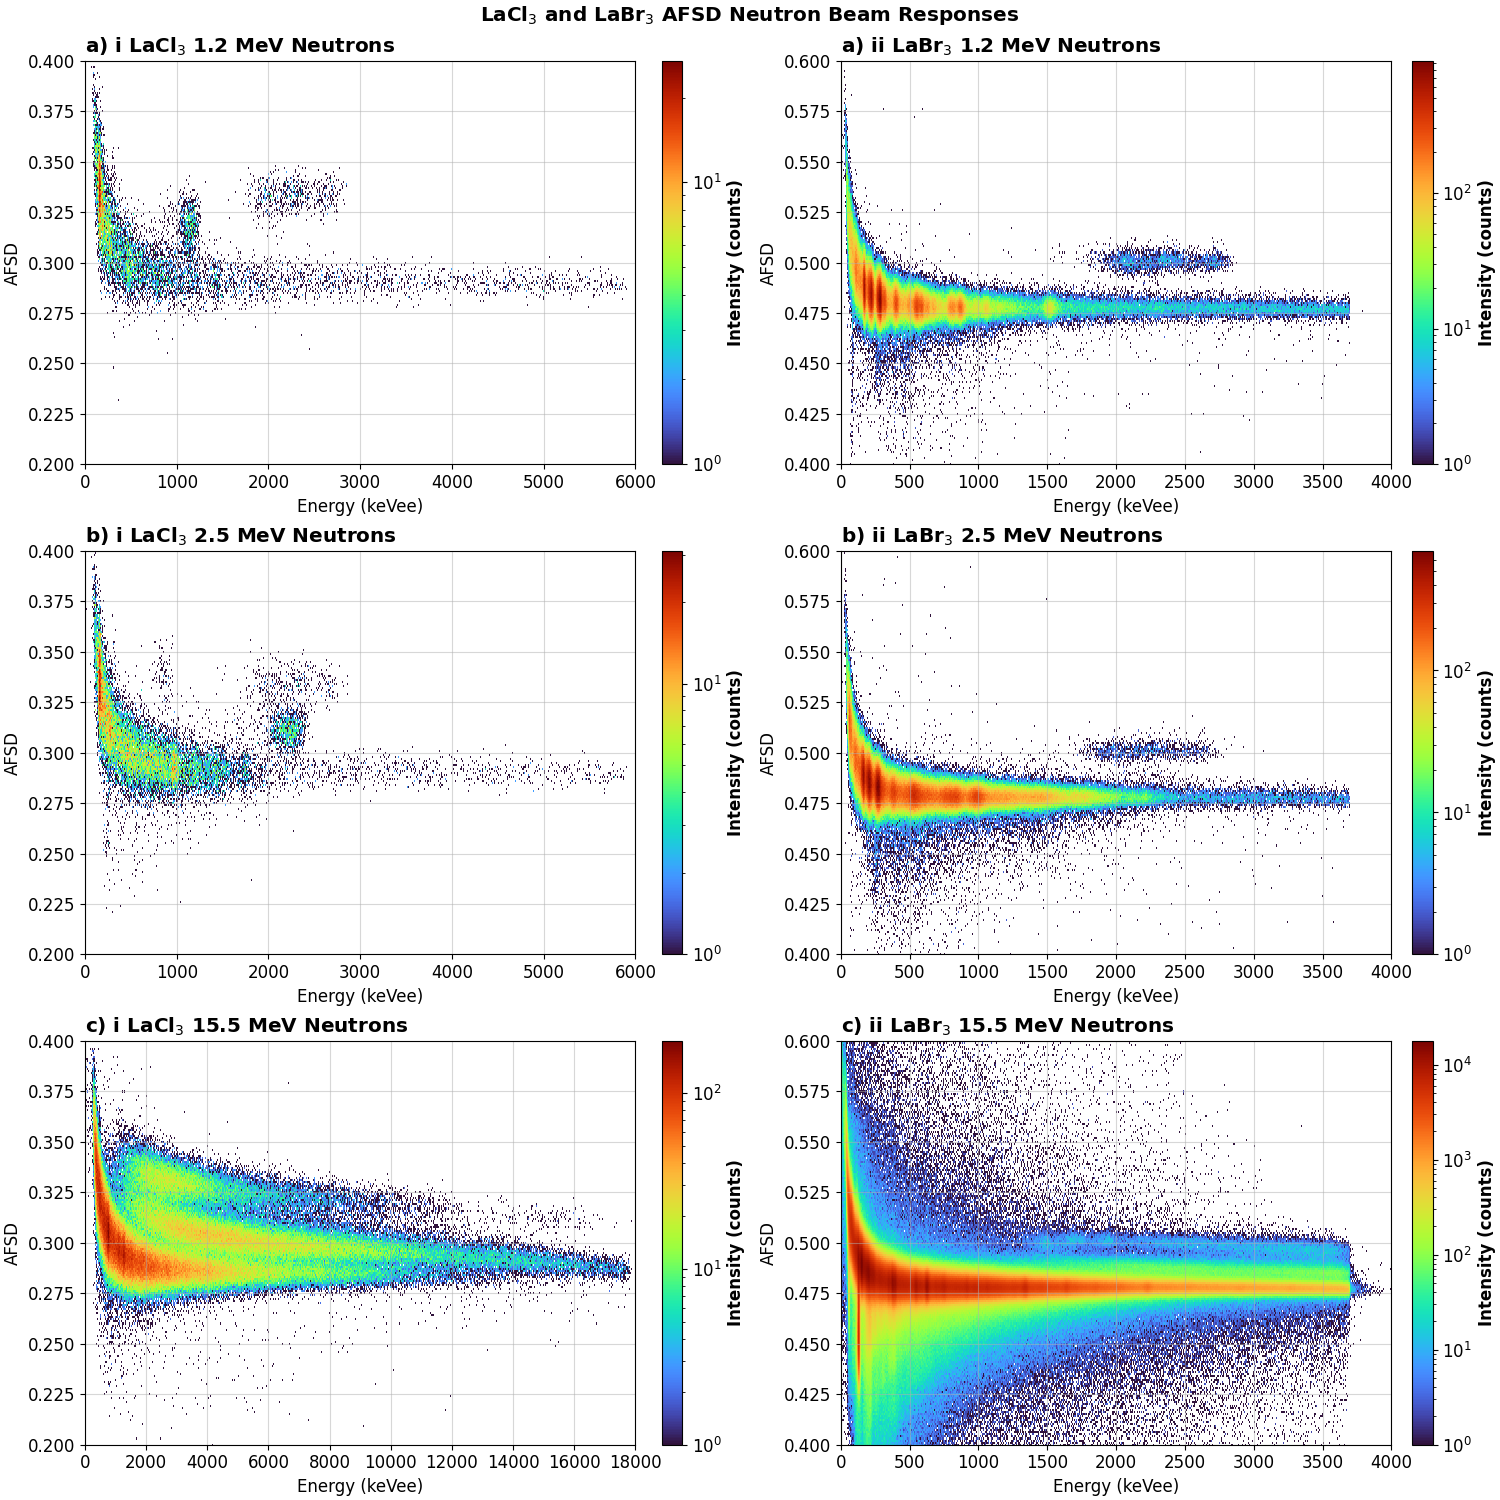 LaCl₃ and LaBr₃ AFSD Neutron Beam Responses
a) i LaCl₃ 1.2 MeV Neutrons
0.400
0.375
0.350
0.325
0.300
0.275
0.250
0.225
0.200
AFSD
0 1000 2000 3000 4000 5000 6000
Energy (keVee)
10¹
10⁰
Intensity (counts)
a) ii LaBr₃ 1.2 MeV Neutrons
0.600
0.575
0.550
0.525
0.500
0.475
0.450
0.425
0.400
AFSD
0 500 1000 1500 2000 2500 3000 3500 4000
Energy (keVee)
10²
10¹
10⁰
Intensity (counts)
b) i LaCl₃ 2.5 MeV Neutrons
0.400
0.375
0.350
0.325
0.300
0.275
0.250
0.225
0.200
AFSD
0 1000 2000 3000 4000 5000 6000
Energy (keVee)
10¹
10⁰
Intensity (counts)
b) ii LaBr₃ 2.5 MeV Neutrons
0.600
0.575
0.550
0.525
0.500
0.475
0.450
0.425
0.400
AFSD
0 500 1000 1500 2000 2500 3000 3500 4000
Energy (keVee)
10²
10¹
10⁰
Intensity (counts)
c) i LaCl₃ 15.5 MeV Neutrons
0.400
0.375
0.350
0.325
0.300
0.275
0.250
0.225
0.200
AFSD
0 2000 4000 6000 8000 10000 12000 14000 16000 18000
Energy (keVee)
10²
10¹
10⁰
Intensity (counts)
c) ii LaBr₃ 15.5 MeV Neutrons
0.600
0.575
0.550
0.525
0.500
0.475
0.450
0.425
0.400
AFSD
0 500 1000 1500 2000 2500 3000 3500 4000
Energy (keVee)
10⁴
10³
10²
10¹
10⁰
Intensity (counts)